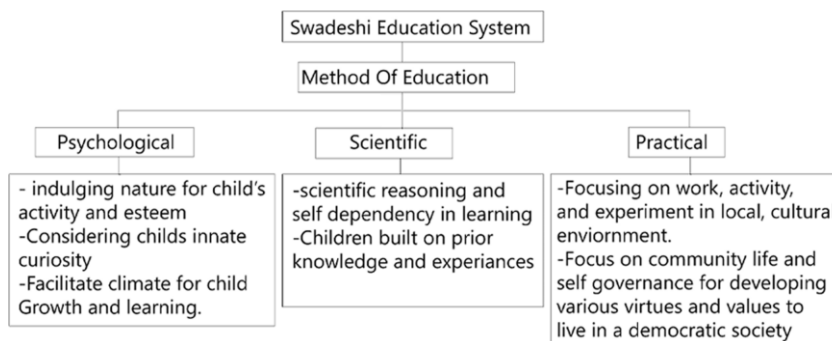 Swadeshi Education System
Method Of Education
Psychological
- indulging nature for child's
activity and esteem
-Considering childs innate
curiosity
-Facilitate climate for child
Growth and learning.
Scientific
-scientific reasoning and
self dependency in learning
-Children built on prior
knowledge and experiances
Practical
-Focusing on work, activity,
and experiment in local, cultural
enviornment.
-Focus on community life and
self governance for developing
various virtues and values to
live in a democratic society